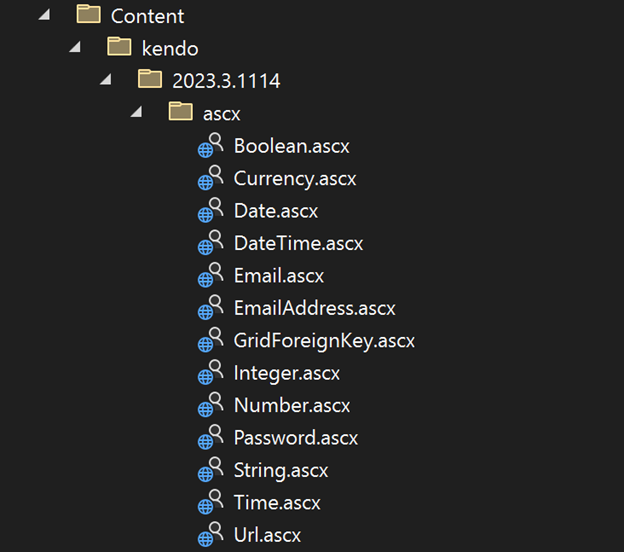 Content
kendo
2023.3.1114
ascx
Boolean.ascx
Currency.ascx
Date.ascx
DateTime.ascx
Email.ascx
EmailAddress.ascx
GridForeignKey.ascx
Integer.ascx
Number.ascx
Password.ascx
String.ascx
Time.ascx
Url.ascx